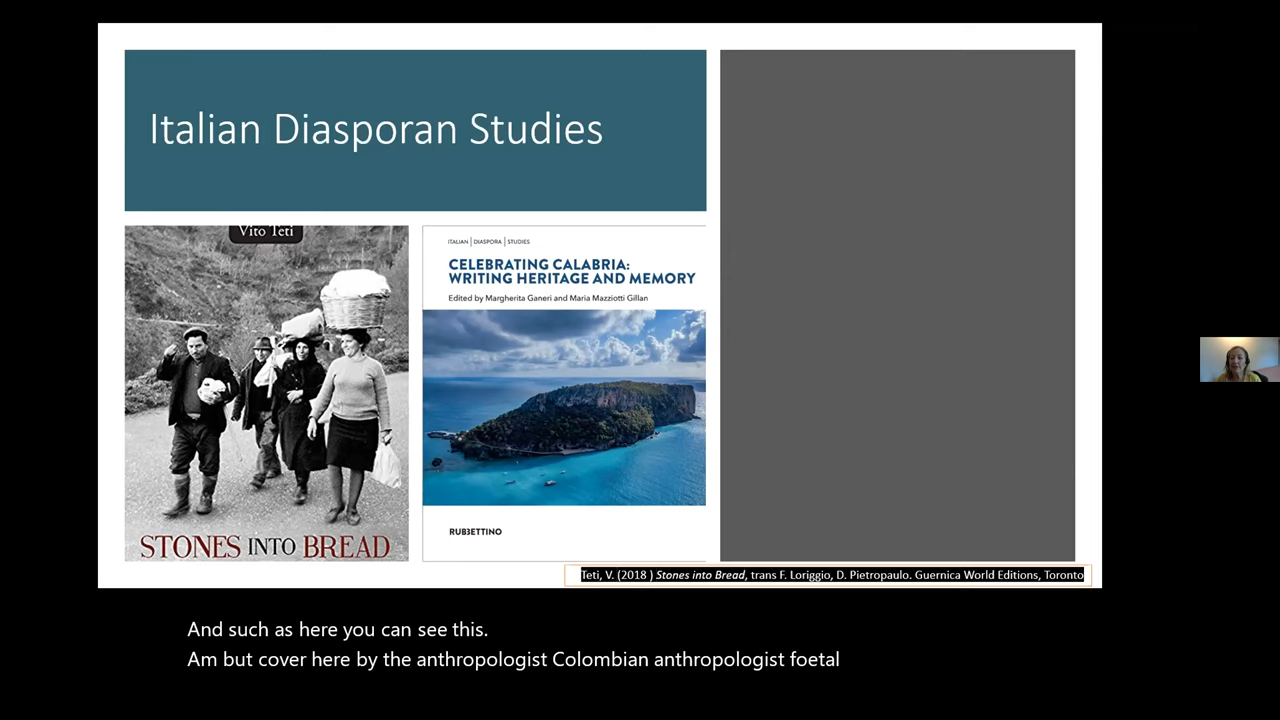 Italian Diasporan Studies
Vito Teti
STONES INTO BREAD
ITALIAN | DIASPORA | STUDIES
CELEBRATING CALABRIA:
WRITING HERITAGE AND MEMORY
Edited by Margherita Ganeri and Maria Mazziotti Gillan
RUBBETTINO
Teti, V. (2018 ) Stones into Bread, trans F. Loriggio, D. Pietropaulo. Guernica World Editions, Toronto
And such as here you can see this.
Am but cover here by the anthropologist Colombian anthropologist foetal